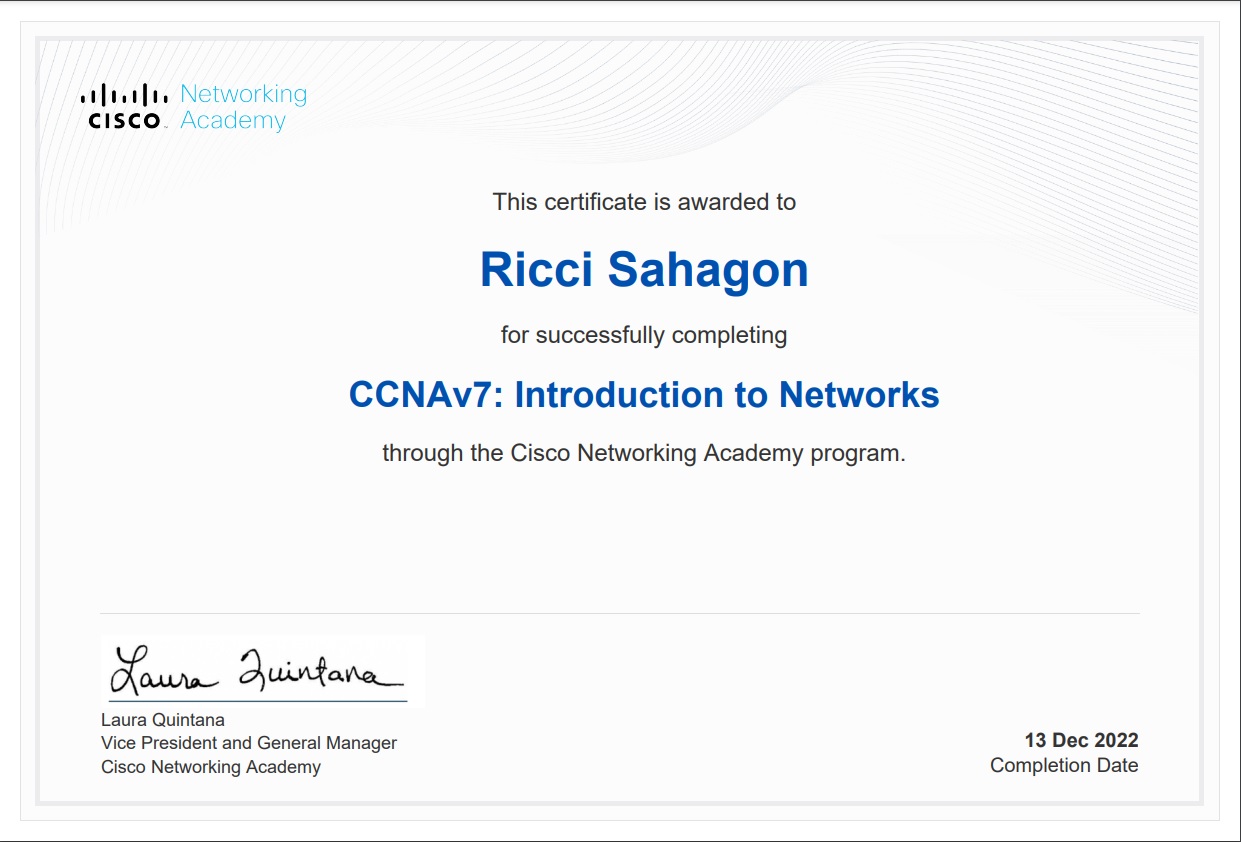 Networking
CISCO Academy
This certificate is awarded to
Ricci Sahagon
for successfully completing
CCNAv7: Introduction to Networks
through the Cisco Networking Academy program.
Laura Quintana
Laura Quintana
Vice President and General Manager
Cisco Networking Academy
13 Dec 2022
Completion Date